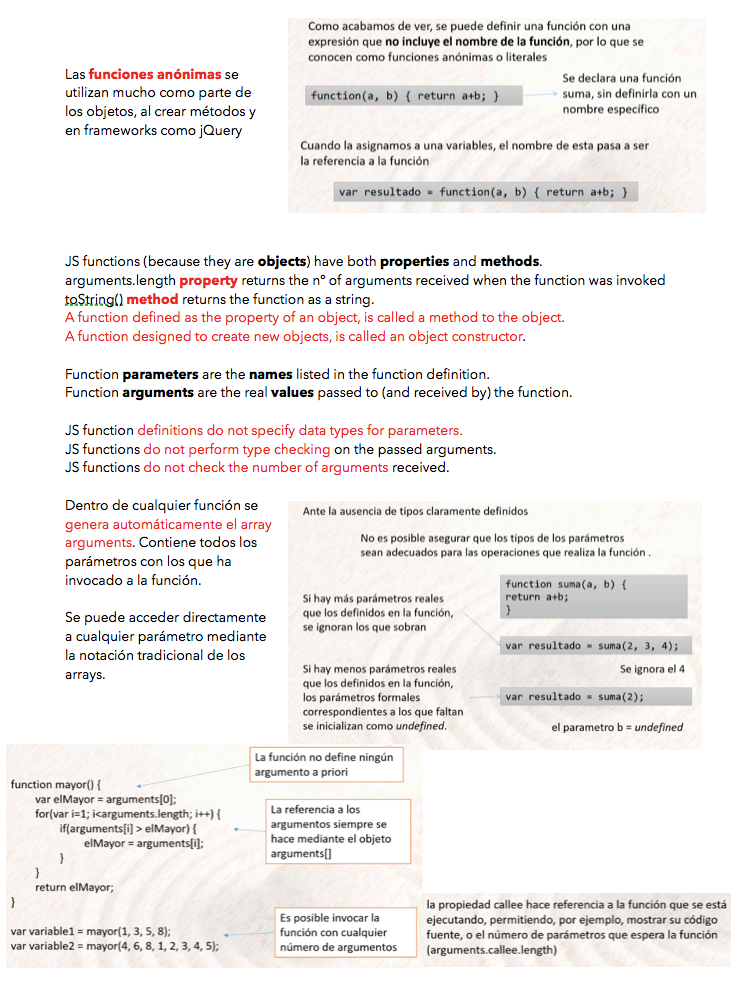 Como acabamos de ver, se puede definir una función con una
expresión que no incluye el nombre de la función, por lo que se
conocen como funciones anónimas o literales
Las funciones anónimas se
utilizan mucho como parte de
los objetos, al crear métodos y
en frameworks como jQuery
function(a, b) { return a+b; }
Se declara una función
suma, sin definirla con un
nombre específico
Cuando la asignamos a una variables, el nombre de esta pasa a ser
la referencia a la función
var resultado = function(a, b) { return a+b; }
JS functions (because they are objects) have both properties and methods.
arguments.length property returns the nº of arguments received when the function was invoked
toString() method returns the function as a string.
A function defined as the property of an object, is called a method to the object.
A function designed to create new objects, is called an object constructor.
Function parameters are the names listed in the function definition.
Function arguments are the real values passed to (and received by) the function.
JS function definitions do not specify data types for parameters.
JS functions do not perform type checking on the passed arguments.
JS functions do not check the number of arguments received.
Dentro de cualquier función se
genera automáticamente el array
arguments. Contiene todos los
parámetros con los que ha
invocado a la función.
Se puede acceder directamente
a cualquier parámetro mediante
la notación tradicional de los
arrays.
Ante la ausencia de tipos claramente definidos
No es posible asegurar que los tipos de los parámetros
sean adecuados para las operaciones que realiza la función .
Si hay más parámetros reales
que los definidos en la función,
se ignoran los que sobran
function suma(a, b) {
return a+b;
}
var resultado = suma(2, 3, 4);
Se ignora el 4
Si hay menos parámetros reales
que los definidos en la función,
los parámetros formales
correspondientes a los que faltan
se inicializan como undefined.
var resultado = suma(2);
el parametro b = undefined
La función no define ningún
argumento a priori
function mayor() {
var elMayor = arguments[0];
for(var i=1; i<arguments.length; i++) {
if(arguments[i] > elMayor) {
elMayor = arguments[i];
}
}
return elMayor;
}
La referencia a los
argumentos siempre se
hace mediante el objeto
arguments[]
var variable1 = mayor(1, 3, 5, 8);
var variable2 = mayor(4, 6, 8, 1, 2, 3, 4, 5);
Es posible invocar la
función con cualquier
número de argumentos
la propiedad callee hace referencia a la función que se está
ejecutando, permitiendo, por ejemplo, mostrar su código
fuente, o el número de parámetros que espera la función
(arguments.callee.length)